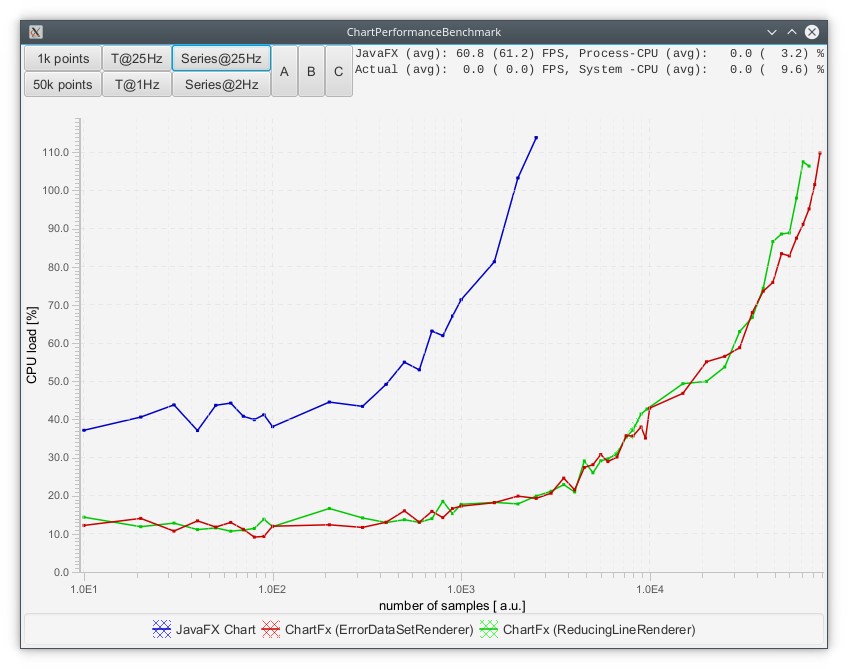 ChartPerformanceBenchmark
1k points T@25Hz Series@25Hz A B C JavaFX (avg): 60.8 (61.2) FPS, Process-CPU (avg): 0.0 ( 3.2) %
50k points T@1Hz Series@2Hz Actual (avg): 0.0 ( 0.0) FPS, System -CPU (avg): 0.0 ( 9.6) %
110.0
100.0
90.0
80.0
70.0
60.0
50.0
40.0
30.0
20.0
10.0
0.0
CPU load [%]
1.0E1 1.0E2 1.0E3 1.0E4
number of samples [ a.u.]
JavaFX Chart ChartFx (ErrorDataSetRenderer) ChartFx (ReducingLineRenderer)